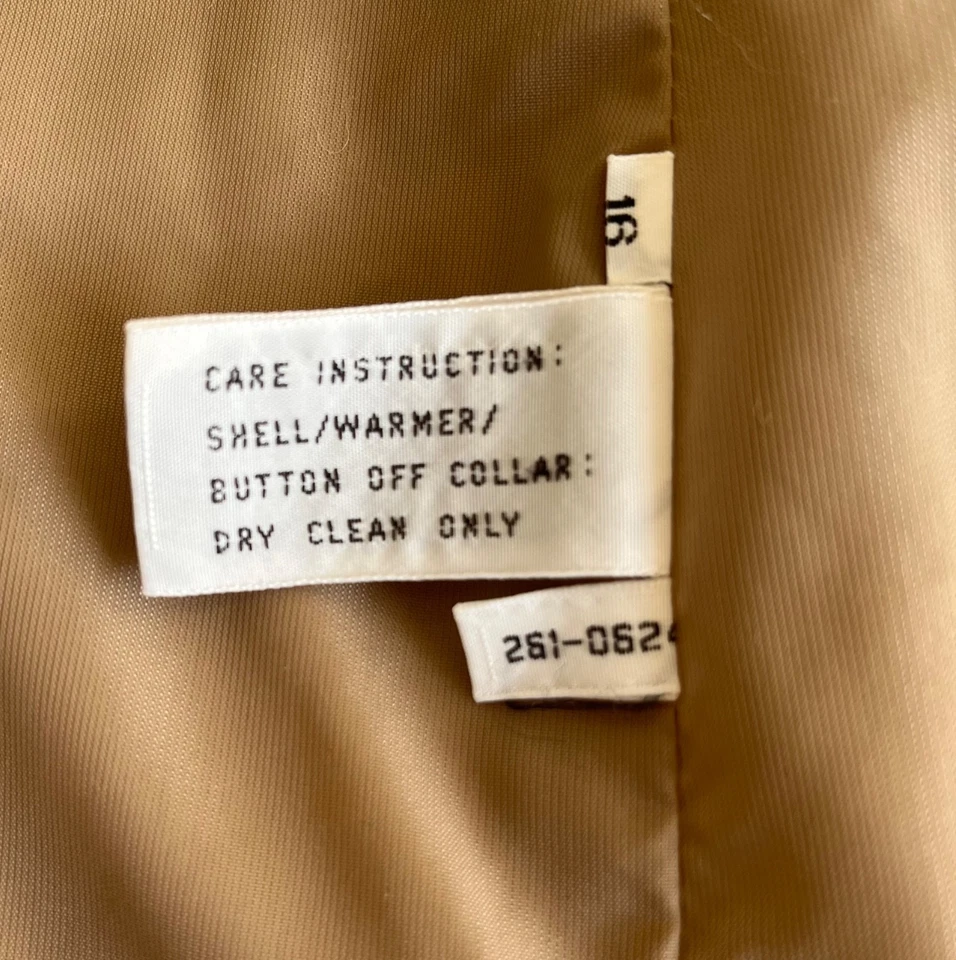 16
CARE INSTRUCTION:
SHELL/WARMER/
BUTTON OFF COLLAR:
DRY CLEAN ONLY
261-0624